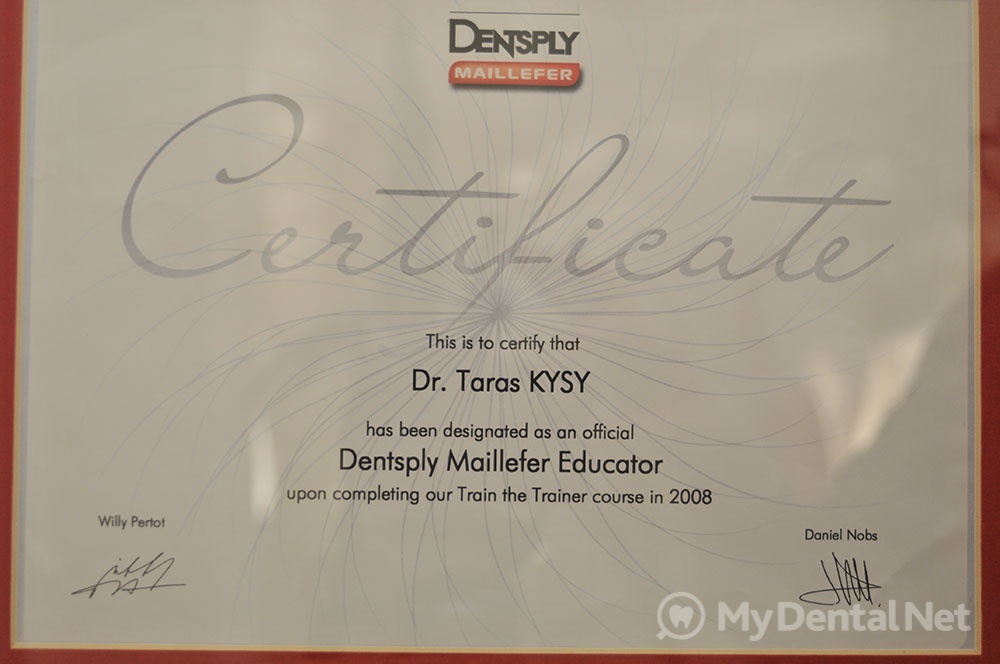 DENTSPLY
MAILLEFER
Certificate
This is to certify that
Dr. Taras KYSY
has been designated as an official
Dentsply Maillefer Educator
upon completing our Train the Trainer course in 2008
Willy Pertot
Daniel Nobs
MyDentalNet